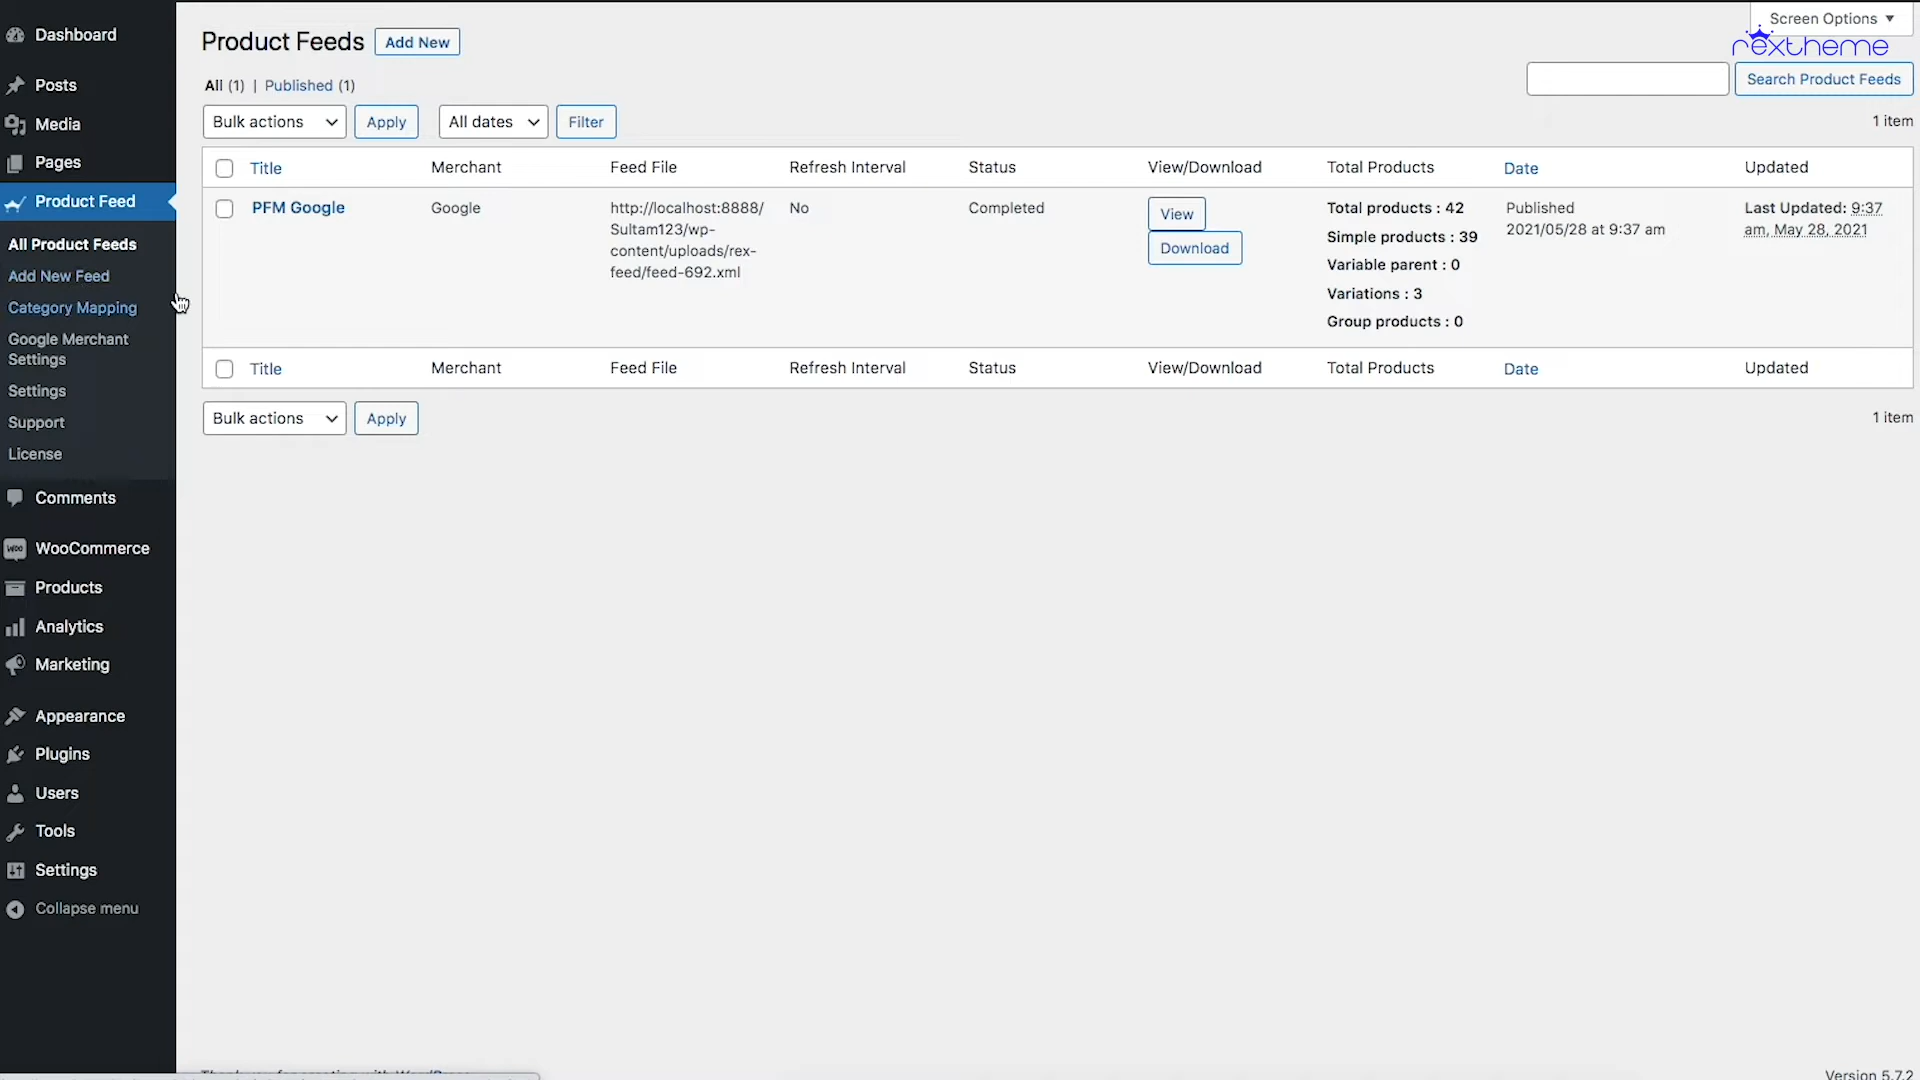 Screen Options ▼
rextheme
Dashboard
Product Feeds
Add New
Search Product Feeds
Posts
All (1) | Published (1)
Bulk actions
Apply
All dates
Filter
1 item
Media
Pages
Title
Merchant
Feed File
Refresh Interval
Status
View/Download
Total Products
Date
Updated
Product Feed
PFM Google
Google
http://localhost:8888/
Sultam123/wp-
content/uploads/rex-
feed/feed-692.xml
No
Completed
View
Download
Total products : 42
Simple products : 39
Variable parent : 0
Variations : 3
Group products : 0
Published
2021/05/28 at 9:37 am
Last Updated: 9:37
am, May 28, 2021
All Product Feeds
Add New Feed
Category Mapping
Google Merchant
Settings
Settings
Support
License
Title
Merchant
Feed File
Refresh Interval
Status
View/Download
Total Products
Date
Updated
Bulk actions
Apply
1 item
Comments
WooCommerce
Products
Analytics
Marketing
Appearance
Plugins
Users
Tools
Settings
Collapse menu
Version 5.7.2